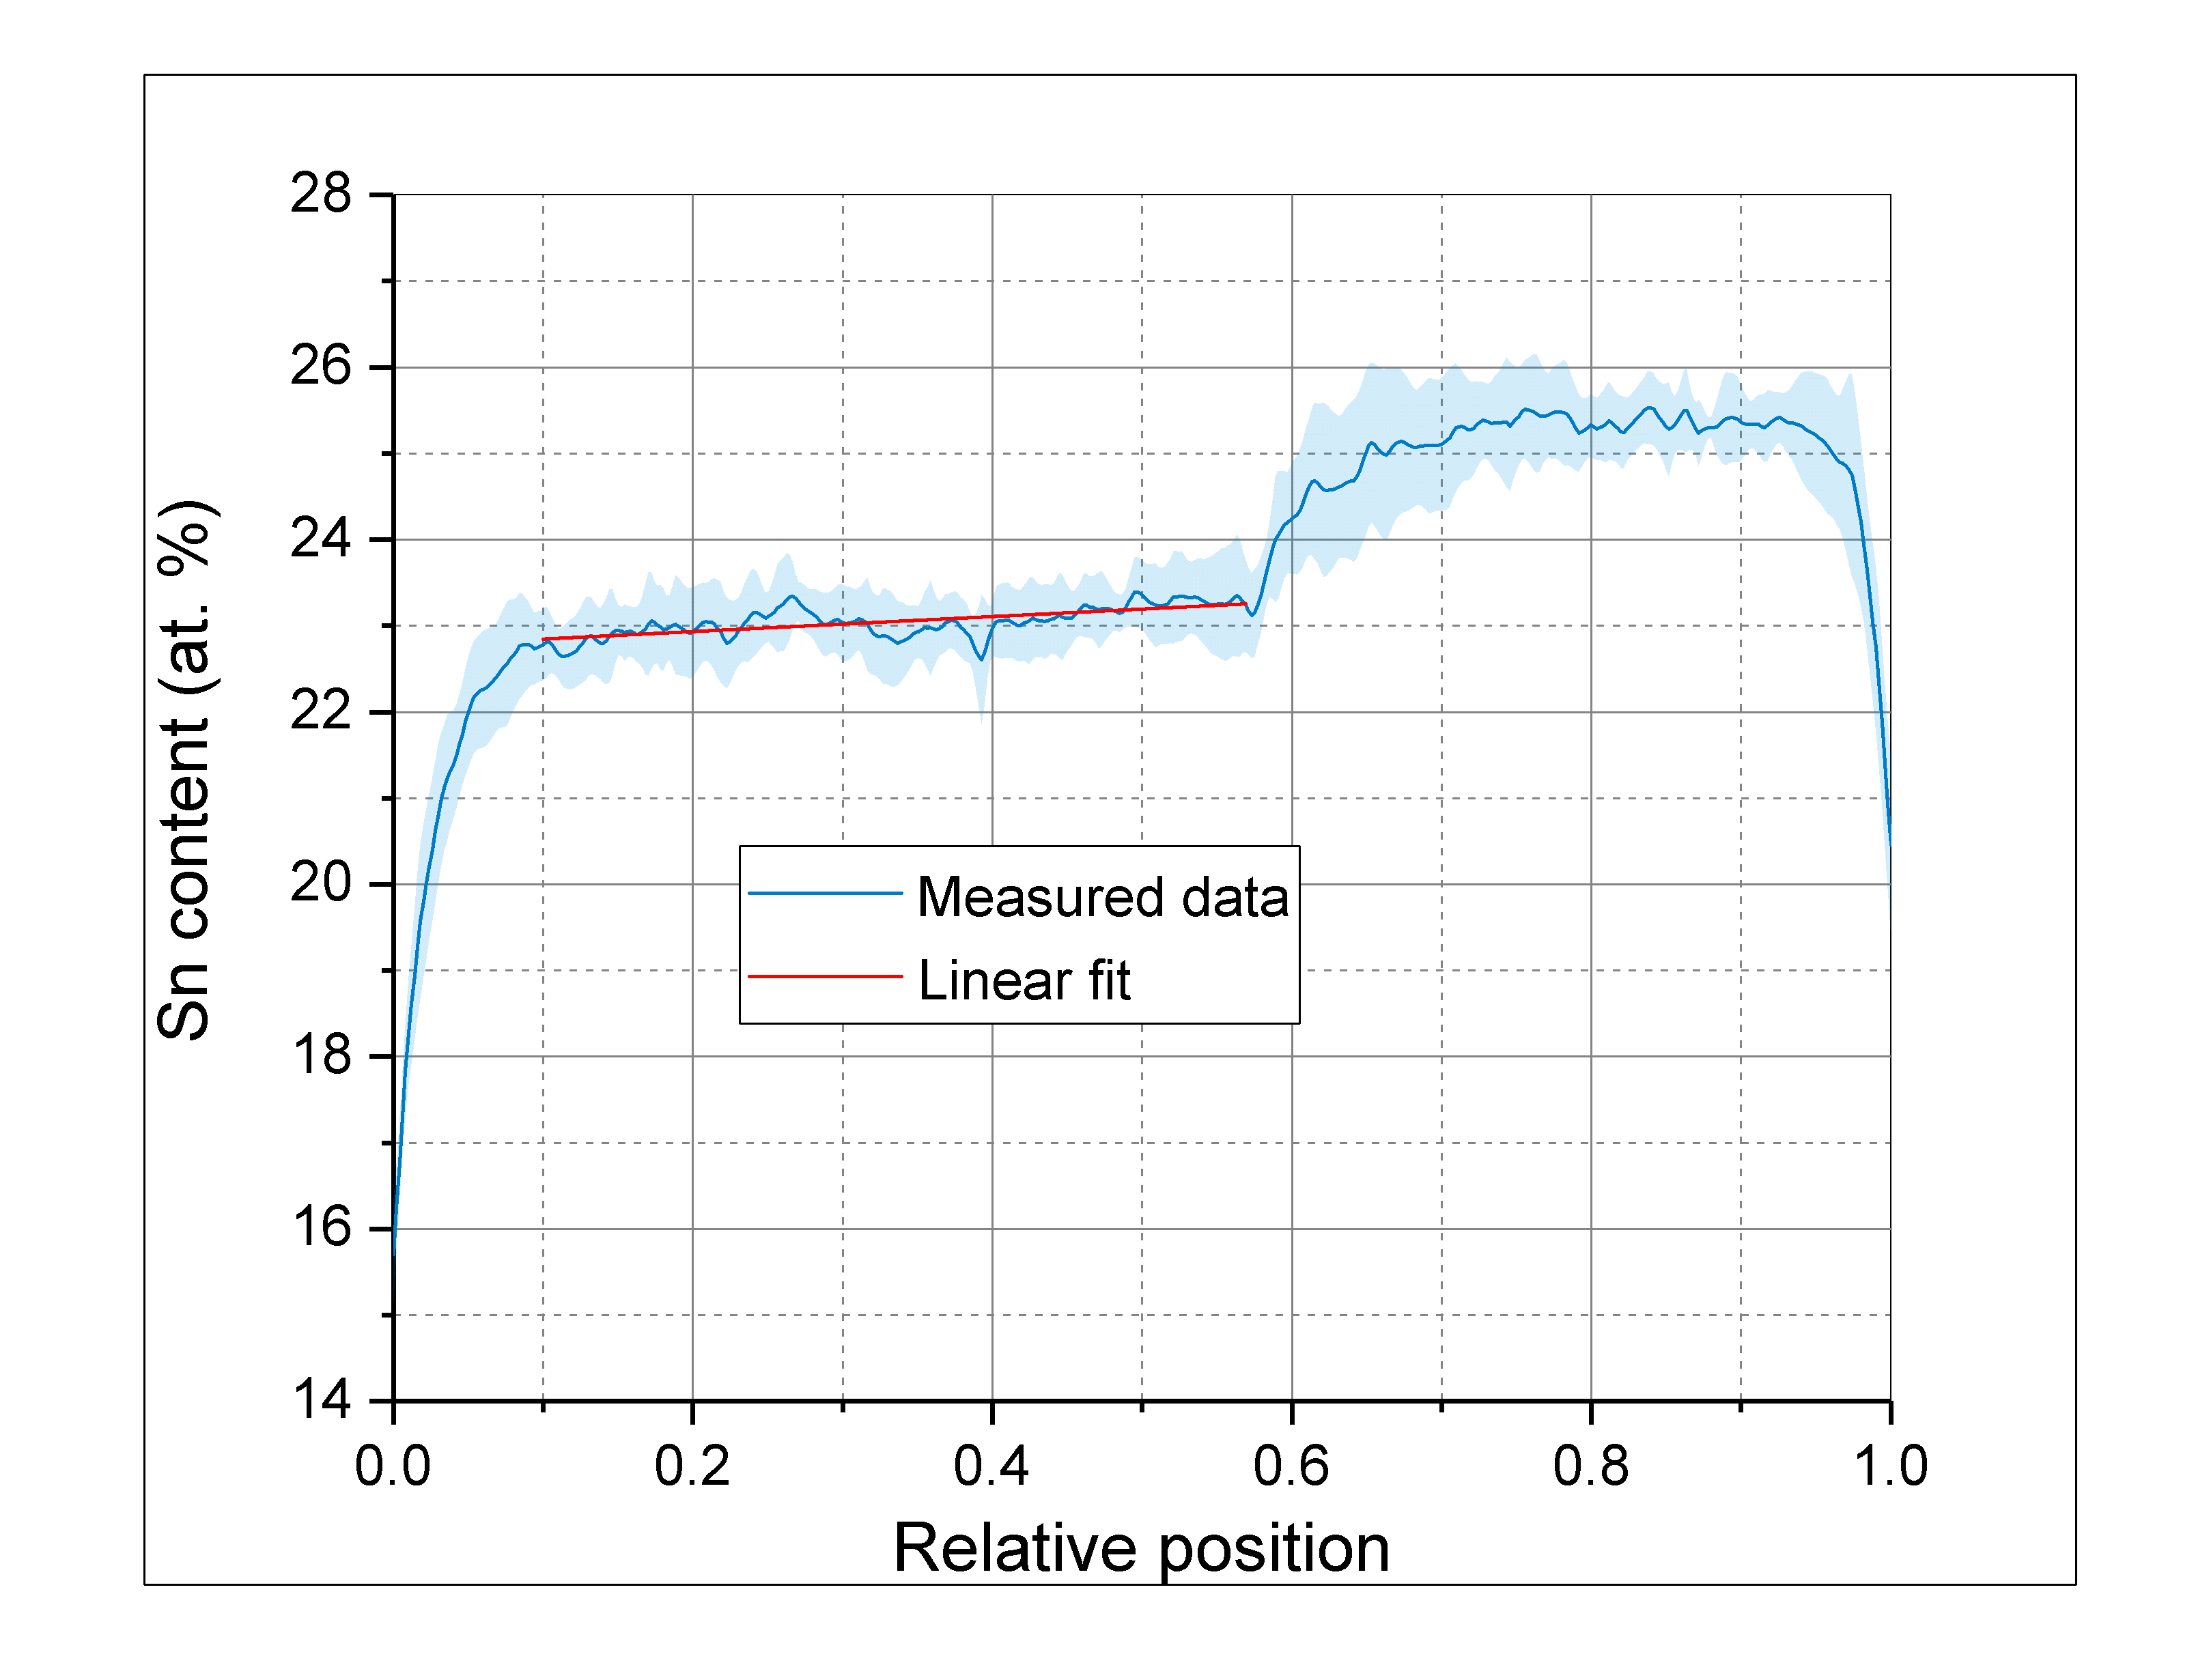 28
26
24
22
20
18
16
14
Sn content (at. %)
Measured data
Linear fit
0.0 0.2 0.4 0.6 0.8 1.0
Relative position